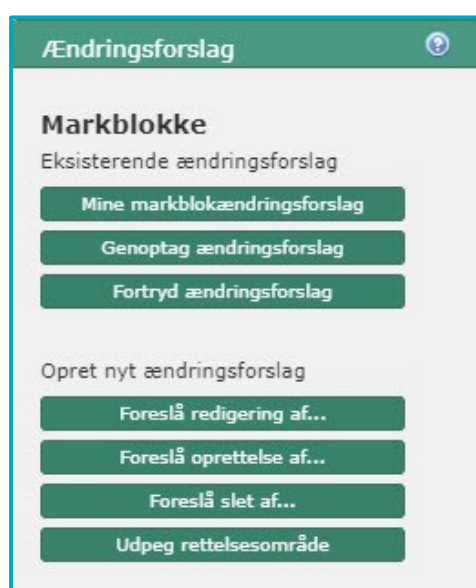 Ændringsforslag
Markblokke
Eksisterende ændringsforslag
Mine markblokændringsforslag
Genoptag ændringsforslag
Fortryd ændringsforslag
Opret nyt ændringsforslag
Foreslå redigering af...
Foreslå oprettelse af...
Foreslå slet af...
Udpeg rettelsesområde